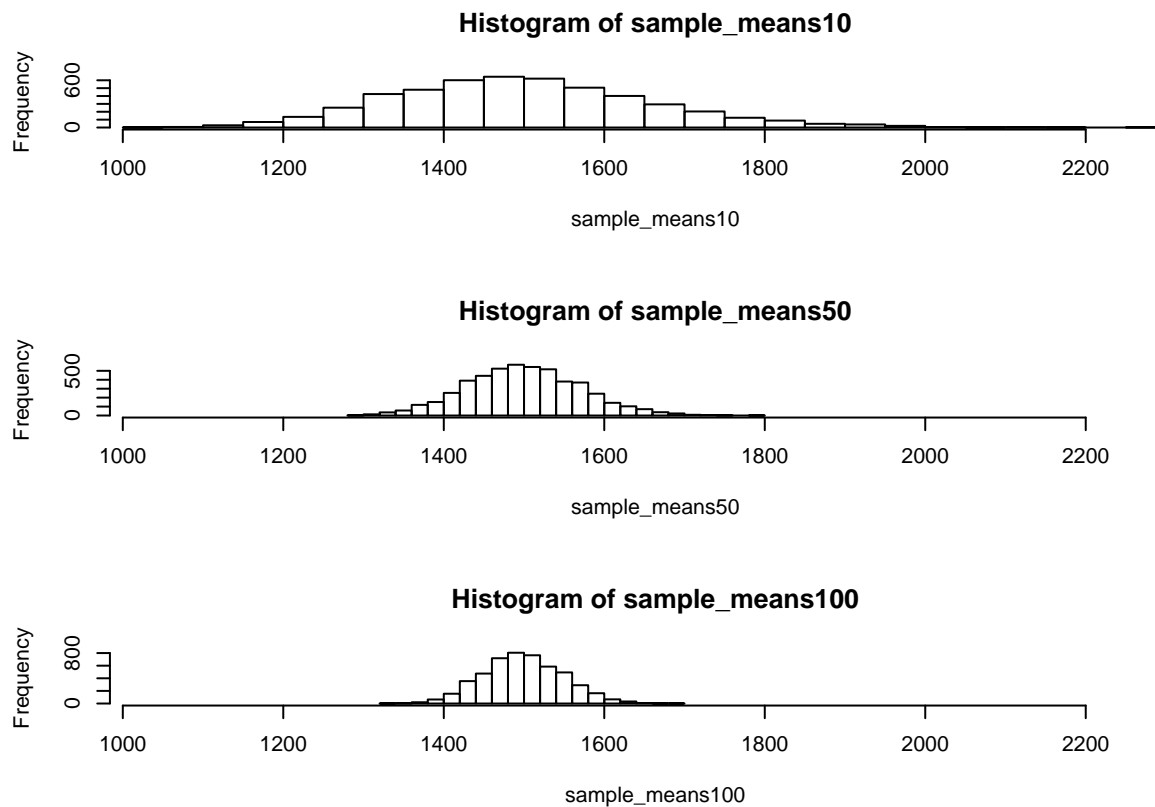 Histogram of sample_means10
Frequency
600
0
1000 1200 1400 1600 1800 2000 2200
sample_means10
Histogram of sample_means50
Frequency
500
0
1000 1200 1400 1600 1800 2000 2200
sample_means50
Histogram of sample_means100
Frequency
800
0
1000 1200 1400 1600 1800 2000 2200
sample_means100